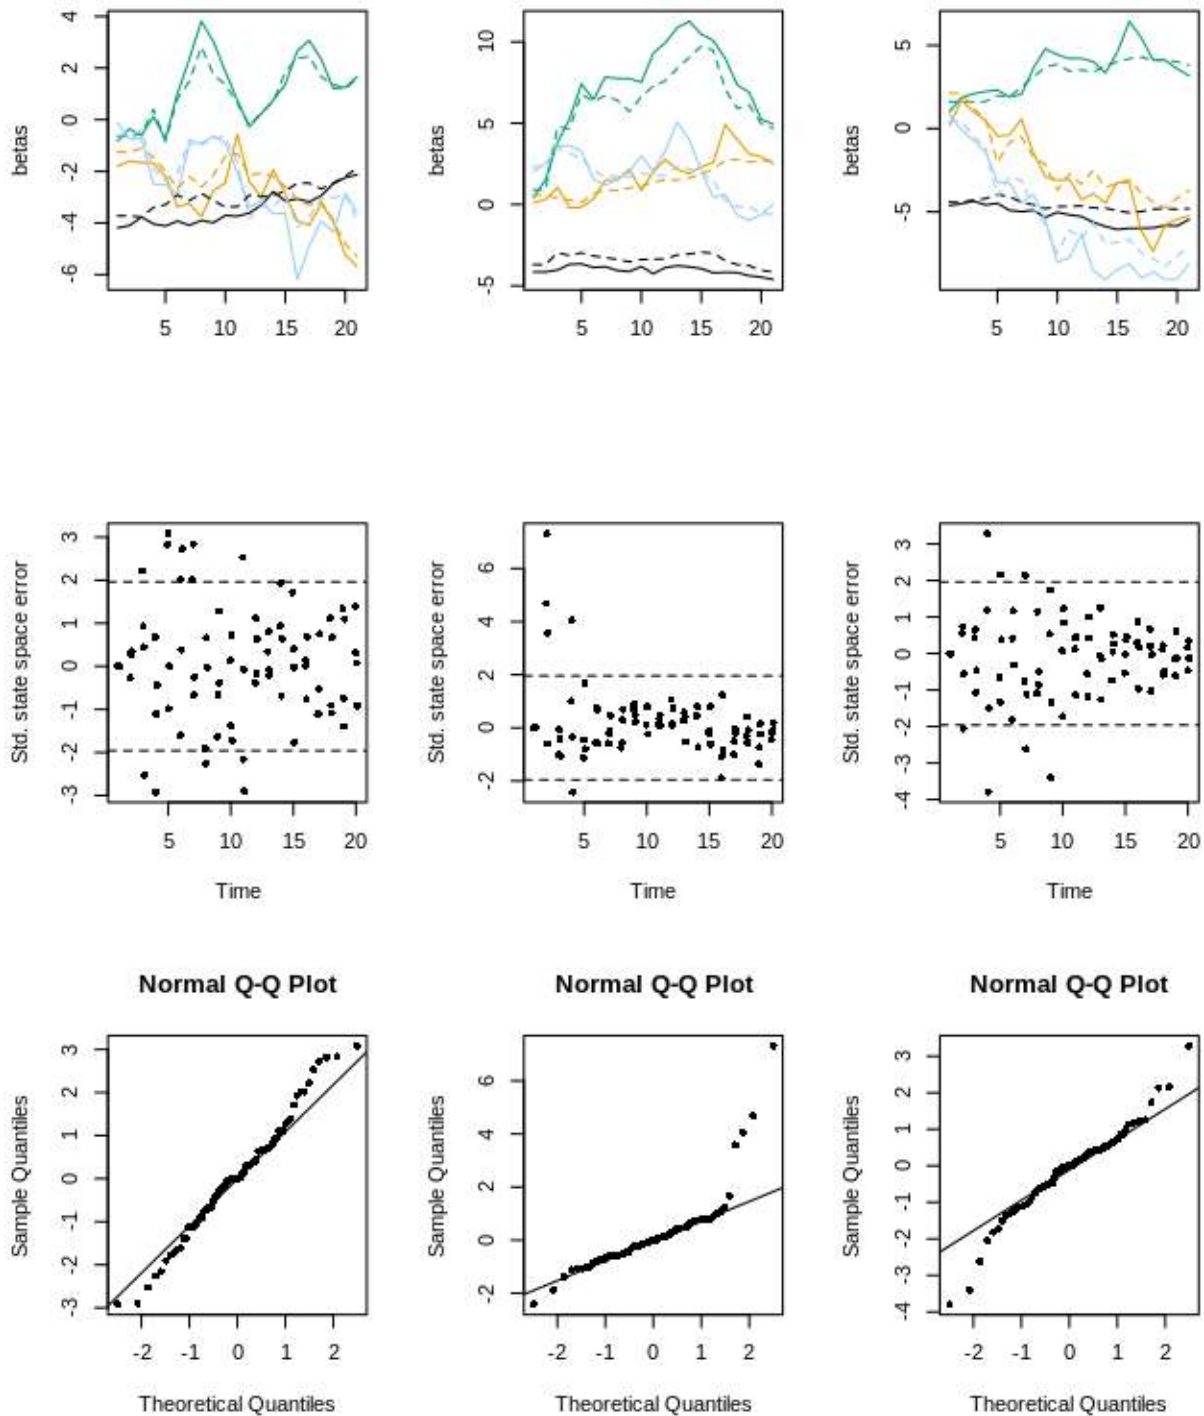 betas
4
2
0
-2
-4
-6
5 10 15 20
betas
10
5
0
-5
5 10 15 20
betas
5
0
-5
5 10 15 20
Std. state space error
3
2
1
0
-1
-2
-3
5 10 15 20
Time
Std. state space error
6
4
2
0
-2
5 10 15 20
Time
Std. state space error
3
2
1
0
-1
-2
-3
-4
5 10 15 20
Time
Normal Q-Q Plot
Sample Quantiles
3
2
1
0
-1
-2
-3
-2 -1 0 1 2
Theoretical Quantiles
Normal Q-Q Plot
Sample Quantiles
6
4
2
0
-2
-2 -1 0 1 2
Theoretical Quantiles
Normal Q-Q Plot
Sample Quantiles
3
2
1
0
-1
-2
-3
-4
-2 -1 0 1 2
Theoretical Quantiles